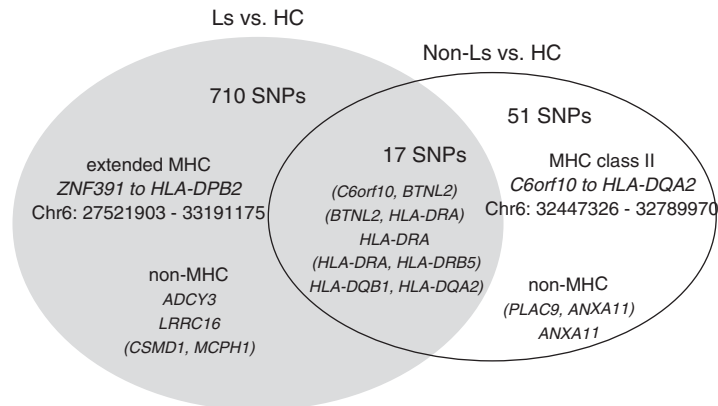 Ls vs. HC
Non-Ls vs. HC
710 SNPs
51 SNPs
17 SNPs
extended MHC
ZNF391 to HLA-DPB2
Chr6: 27521903 - 33191175
(C6orf10, BTNL2)
(BTNL2, HLA-DRA)
HLA-DRA
(HLA-DRA, HLA-DRB5)
HLA-DQB1, HLA-DQA2)
MHC class II
C6orf10 to HLA-DQA2
Chr6: 32447326 - 32789970
non-MHC
ADCY3
LRRC16
(CSMD1, MCPH1)
non-MHC
(PLAC9, ANXA11)
ANXA11